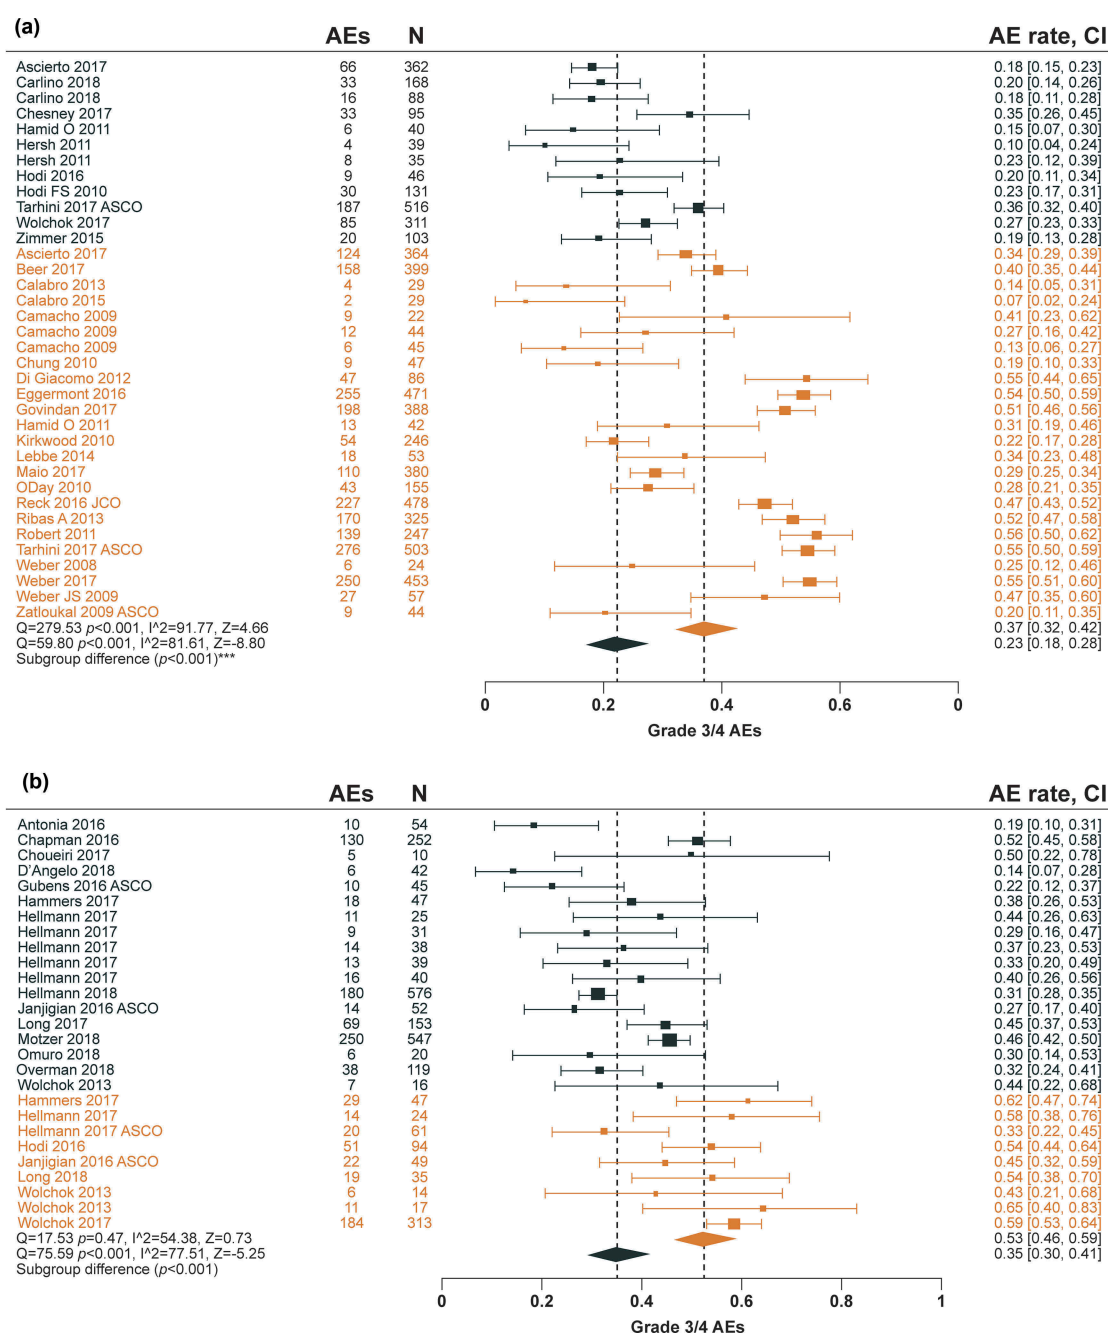 (a)
AEs N AE rate, CI
Ascierto 2017 66 362 0.18 [0.15, 0.23]
Carlino 2018 33 168 0.20 [0.14, 0.26]
Carlino 2018 16 88 0.18 [0.11, 0.28]
Chesney 2017 33 95 0.35 [0.26, 0.45]
Hamid O 2011 6 40 0.15 [0.07, 0.30]
Hersh 2011 4 39 0.10 [0.04, 0.24]
Hersh 2011 8 35 0.23 [0.12, 0.39]
Hodi 2016 9 46 0.20 [0.11, 0.34]
Hodi FS 2010 30 131 0.23 [0.17, 0.31]
Tarhini 2017 ASCO 187 516 0.36 [0.32, 0.40]
Wolchok 2017 85 311 0.27 [0.23, 0.33]
Zimmer 2015 20 103 0.19 [0.13, 0.28]
Ascierto 2017 124 364 0.34 [0.29, 0.39]
Beer 2017 158 399 0.40 [0.35, 0.44]
Calabro 2013 4 29 0.14 [0.05, 0.31]
Calabro 2015 2 29 0.07 [0.02, 0.24]
Camacho 2009 9 22 0.41 [0.23, 0.62]
Camacho 2009 12 44 0.27 [0.16, 0.42]
Camacho 2009 6 45 0.13 [0.06, 0.27]
Chung 2010 9 47 0.19 [0.10, 0.33]
Di Giacomo 2012 47 86 0.55 [0.44, 0.65]
Eggermont 2016 255 471 0.54 [0.50, 0.59]
Govindan 2017 198 388 0.51 [0.46, 0.56]
Hamid O 2011 13 42 0.31 [0.19, 0.46]
Kirkwood 2010 54 246 0.22 [0.17, 0.28]
Lebbe 2014 18 53 0.34 [0.23, 0.48]
Maio 2017 110 380 0.29 [0.25, 0.34]
ODay 2010 43 155 0.28 [0.21, 0.35]
Reck 2016 JCO 227 478 0.47 [0.43, 0.52]
Ribas A 2013 170 325 0.52 [0.47, 0.58]
Robert 2011 139 247 0.56 [0.50, 0.62]
Tarhini 2017 ASCO 276 503 0.55 [0.50, 0.59]
Weber 2008 6 24 0.25 [0.12, 0.46]
Weber 2017 250 453 0.55 [0.51, 0.60]
Weber JS 2009 27 57 0.47 [0.35, 0.60]
Zatloukal 2009 ASCO 9 44 0.20 [0.11, 0.35]
Q=279.53 p<0.001, I^2=91.77, Z=4.66 0.37 [0.32, 0.42]
Q=59.80 p<0.001, I^2=81.61, Z=-8.80 0.23 [0.18, 0.28]
Subgroup difference (p<0.001)***
0 0.2 0.4 0.6 0
Grade 3/4 AEs
(b)
AEs N AE rate, CI
Antonia 2016 10 54 0.19 [0.10, 0.31]
Chapman 2016 130 252 0.52 [0.45, 0.58]
Choueiri 2017 5 10 0.50 [0.22, 0.78]
D'Angelo 2018 6 42 0.14 [0.07, 0.28]
Gubens 2016 ASCO 10 45 0.22 [0.12, 0.37]
Hammers 2017 18 47 0.38 [0.26, 0.53]
Hellmann 2017 11 25 0.44 [0.26, 0.63]
Hellmann 2017 9 31 0.29 [0.16, 0.47]
Hellmann 2017 14 38 0.37 [0.23, 0.53]
Hellmann 2017 13 39 0.33 [0.20, 0.49]
Hellmann 2017 16 40 0.40 [0.26, 0.56]
Hellmann 2018 180 576 0.31 [0.28, 0.35]
Janjigian 2016 ASCO 14 52 0.27 [0.17, 0.40]
Long 2017 69 153 0.45 [0.37, 0.53]
Motzer 2018 250 547 0.46 [0.42, 0.50]
Omuro 2018 6 20 0.30 [0.14, 0.53]
Overman 2018 38 119 0.32 [0.24, 0.41]
Wolchok 2013 7 16 0.44 [0.22, 0.68]
Hammers 2017 29 47 0.62 [0.47, 0.74]
Hellmann 2017 14 24 0.58 [0.38, 0.76]
Hellmann 2017 ASCO 20 61 0.33 [0.22, 0.45]
Hodi 2016 51 94 0.54 [0.44, 0.64]
Janjigian 2016 ASCO 22 49 0.45 [0.32, 0.59]
Long 2018 19 35 0.54 [0.38, 0.70]
Wolchok 2013 6 14 0.43 [0.21, 0.68]
Wolchok 2013 11 17 0.65 [0.40, 0.83]
Wolchok 2017 184 313 0.59 [0.53, 0.64]
Q=17.53 p=0.47, I^2=54.38, Z=0.73 0.53 [0.46, 0.59]
Q=75.59 p<0.001, I^2=77.51, Z=-5.25 0.35 [0.30, 0.41]
Subgroup difference (p<0.001)
0 0.2 0.4 0.6 0.8 1
Grade 3/4 AEs